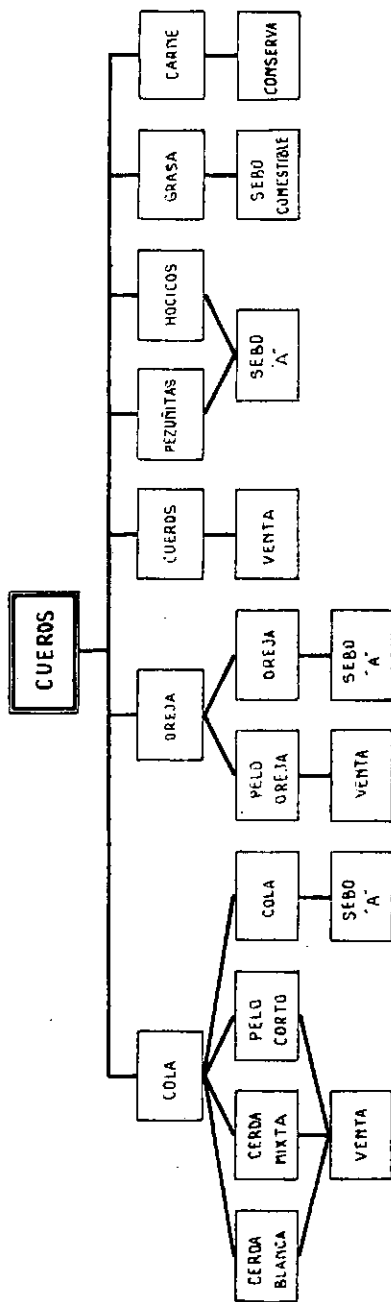 CUEROS
COLA
OREJA
CUEROS
PEZUÑITAS
HOCICOS
GRASA
CARNE
CERDA
BLANCA
CERDA
MIXTA
PELO
CORTO
COLA
PELO
OREJA
OREJA
VENTA
SEBO
"A"
SEBO
COMESTIBLE
CONSERVA
VENTA
SEBO
"A"
VENTA
SEBO
"A"